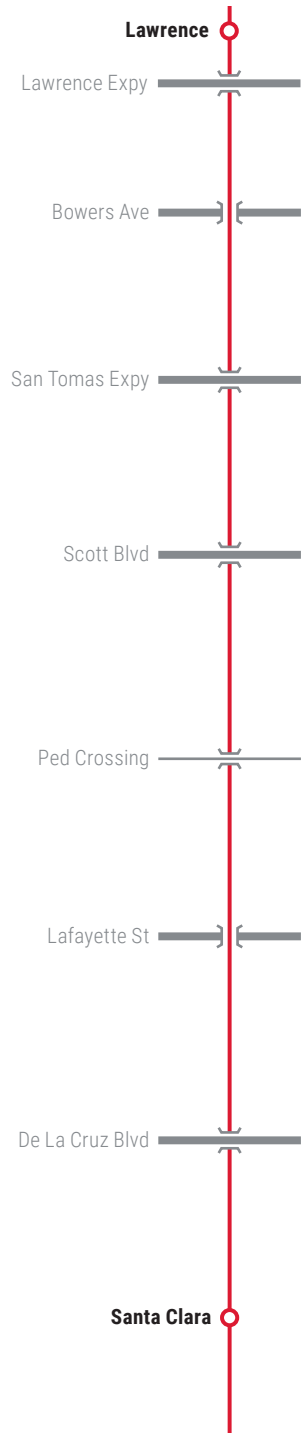 Lawrence
Lawrence Expy
Bowers Ave
San Tomas Expy
Scott Blvd
Ped Crossing
Lafayette St
De La Cruz Blvd
Santa Clara